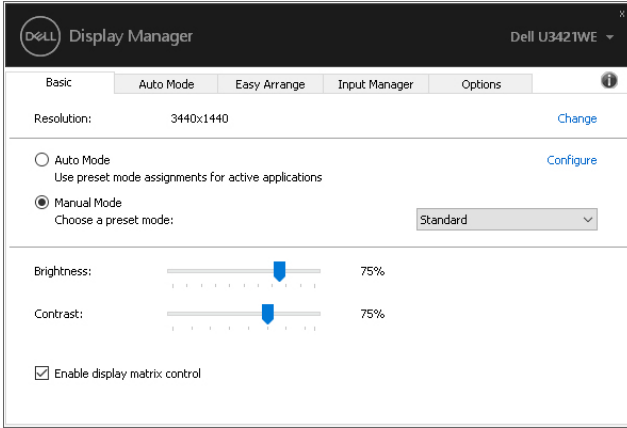 DELL Display Manager Dell U3421WE
x
Basic Auto Mode Easy Arrange Input Manager Options i
Resolution: 3440x1440 Change
Auto Mode Configure
Use preset mode assignments for active applications
Manual Mode
Choose a preset mode: Standard
Brightness: 75%
Contrast: 75%
Enable display matrix control